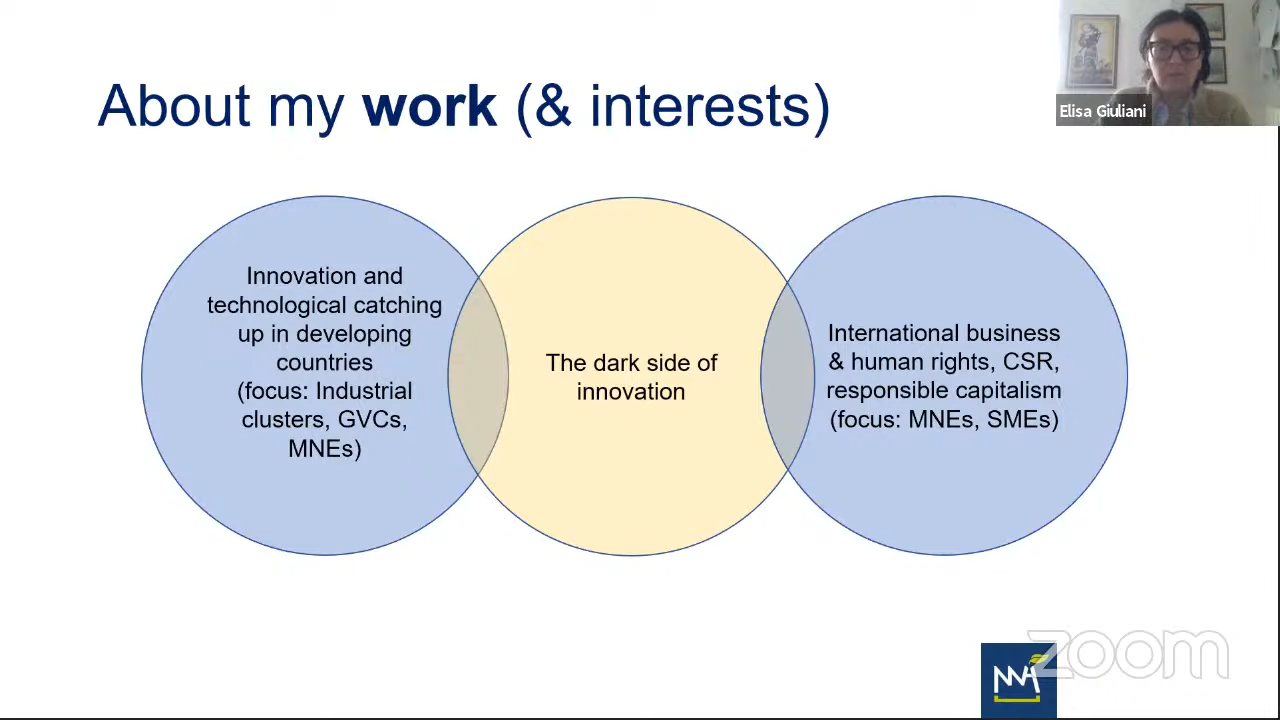 About my work (& interests)
Elisa Giuliani
Innovation and
technological catching
up in developing
countries
(focus: Industrial
clusters, GVCs,
MNEs)
The dark side of
innovation
International business
& human rights, CSR,
responsible capitalism
(focus: MNEs, SMEs)
zoom